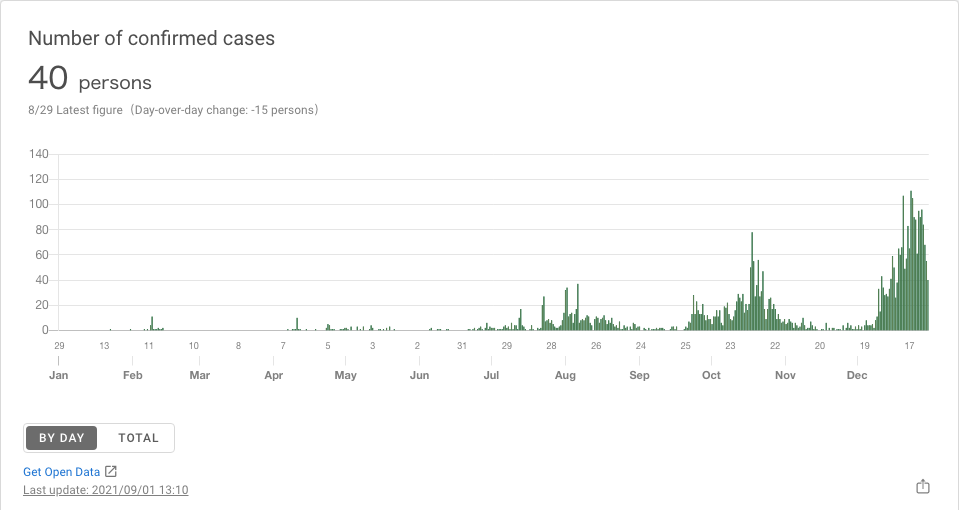 Number of confirmed cases
40 persons
8/29 Latest figure（Day-over-day change: -15 persons）
140
120
100
80
60
40
20
0
29 13 11 10 8 7 5 3 2 31 29 28 26 24 25 23 22 20 19 17
Jan Feb Mar Apr May Jun Jul Aug Sep Oct Nov Dec
BY DAY TOTAL
Get Open Data
Last update: 2021/09/01 13:10